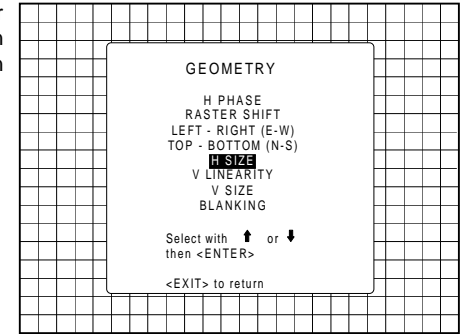 GEOMETRY
H PHASE
RASTER SHIFT
LEFT - RIGHT (E-W)
TOP - BOTTOM (N-S)
H SIZE
V LINEARITY
V SIZE
BLANKING
Select with ⬆ or ⬇
then <ENTER>
<EXIT> to return